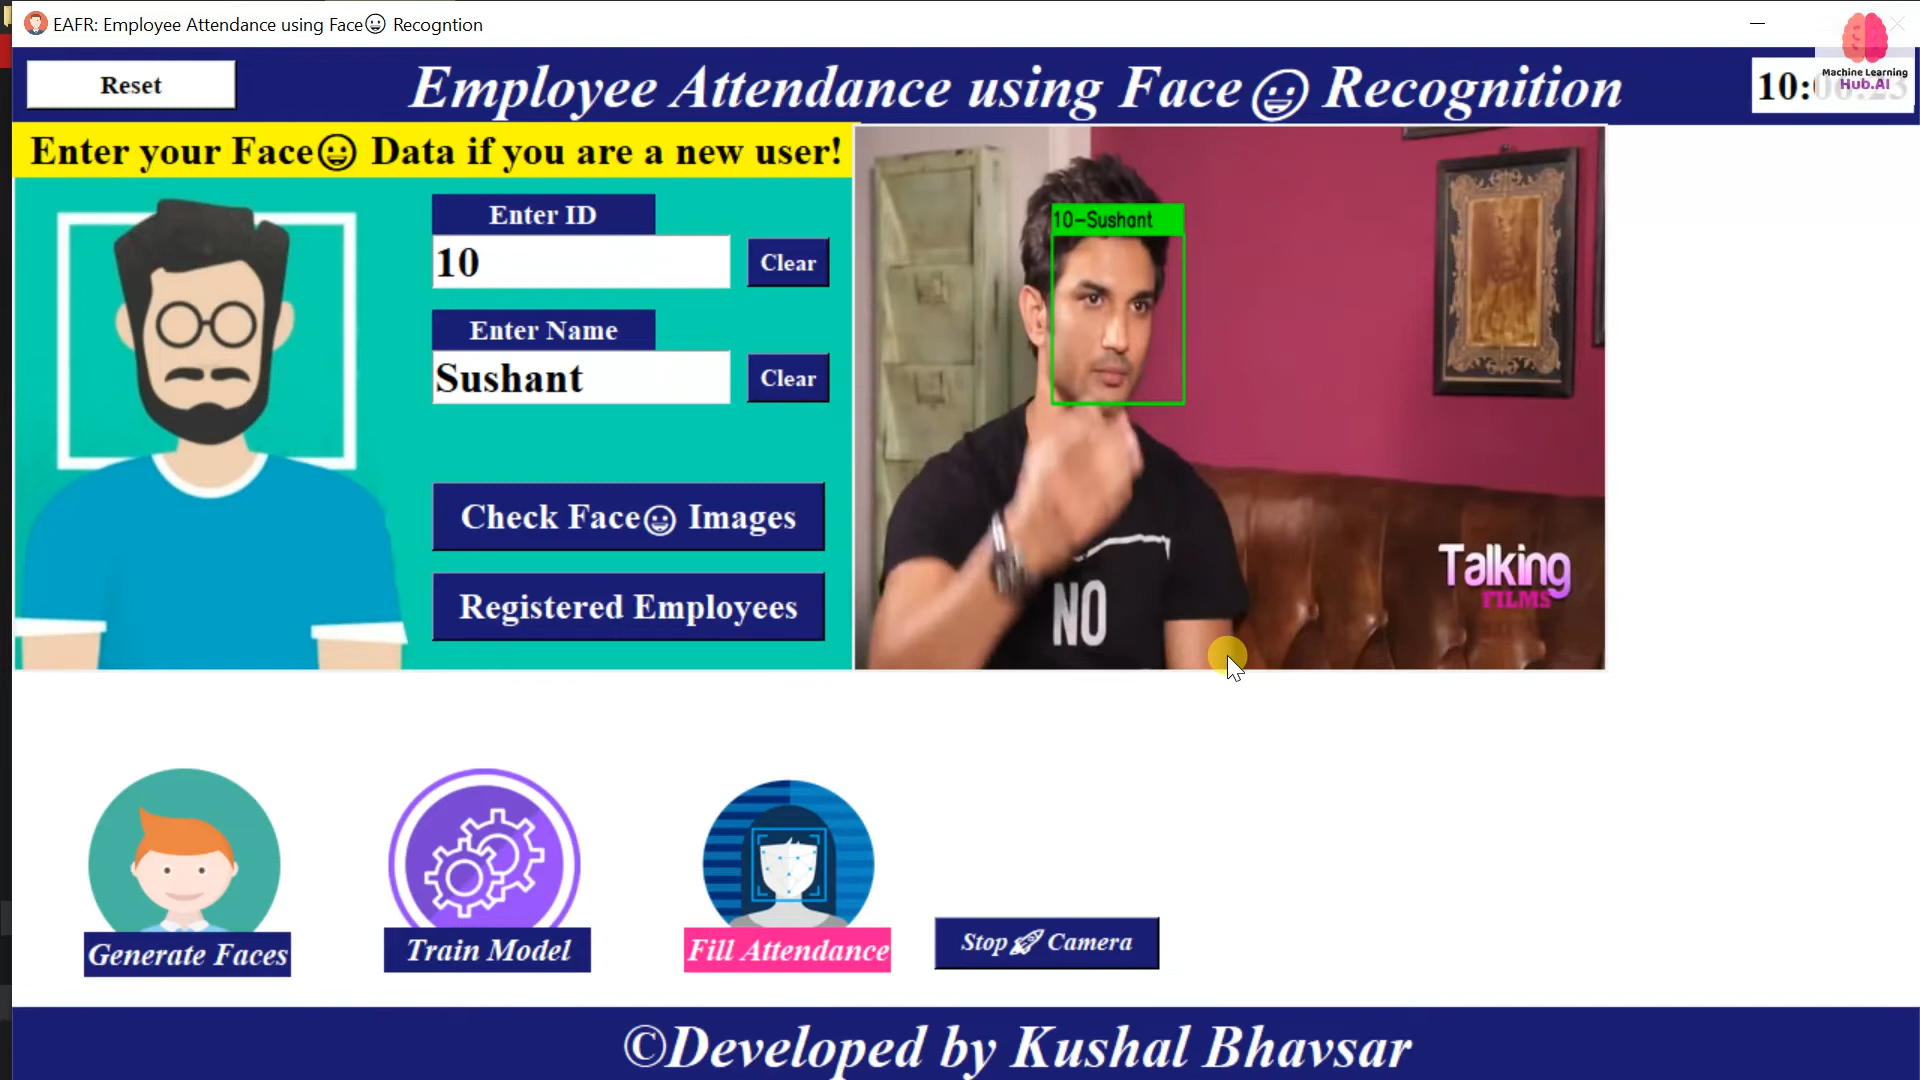 EAFR: Employee Attendance using Face😀 Recogntion
Reset
Employee Attendance using Face😀 Recognition
10:
Machine Learning
Hub.AI
Enter your Face😀 Data if you are a new user!
Enter ID
10
Clear
Enter Name
Sushant
Clear
Check Face😀 Images
Registered Employees
10-Sushant
NO
Talking
FILMS
Generate Faces
Train Model
Fill Attendance
Stop🚀 Camera
©Developed by Kushal Bhavsar